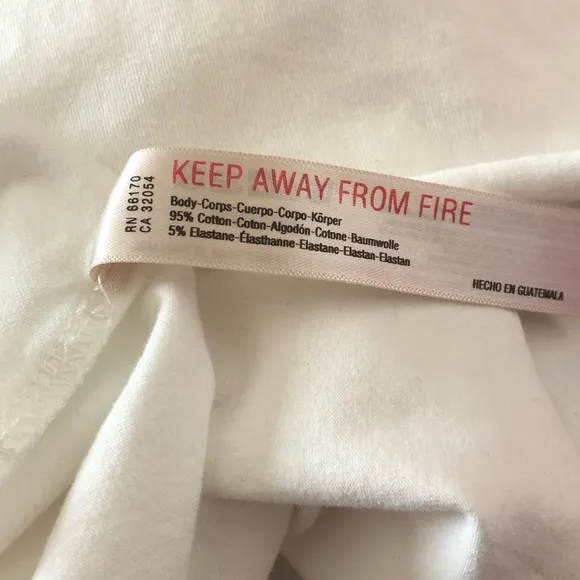 RN 66170
CA 32054
KEEP AWAY FROM FIRE
Body-Corps-Cuerpo-Corpo-Körper
95% Cotton-Coton-Algodón-Cotone-Baumwolle
5% Elastane-Élasthanne-Elastane-Elastan-Elastan
HECHO EN GUATEMALA